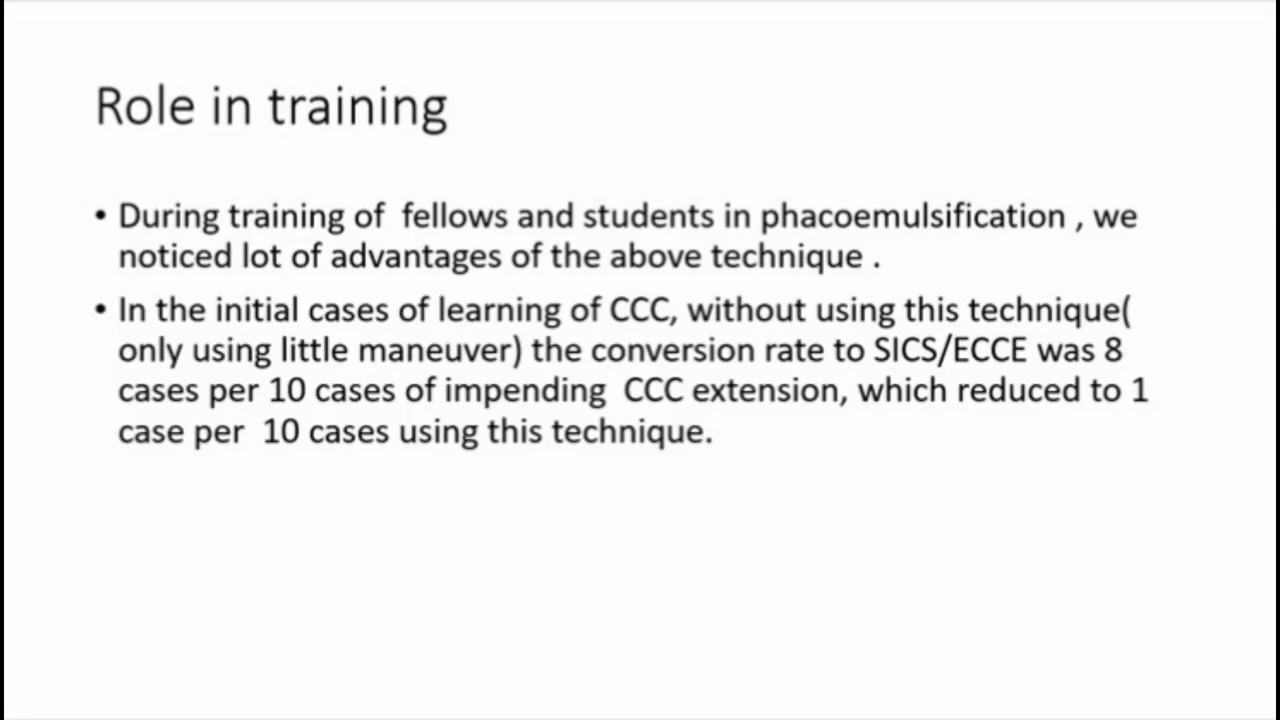 Role in training
• During training of  fellows and students in phacoemulsification , we
noticed lot of advantages of the above technique .
• In the initial cases of learning of CCC, without using this technique(
only using little maneuver) the conversion rate to SICS/ECCE was 8
cases per 10 cases of impending  CCC extension, which reduced to 1
case per  10 cases using this technique.